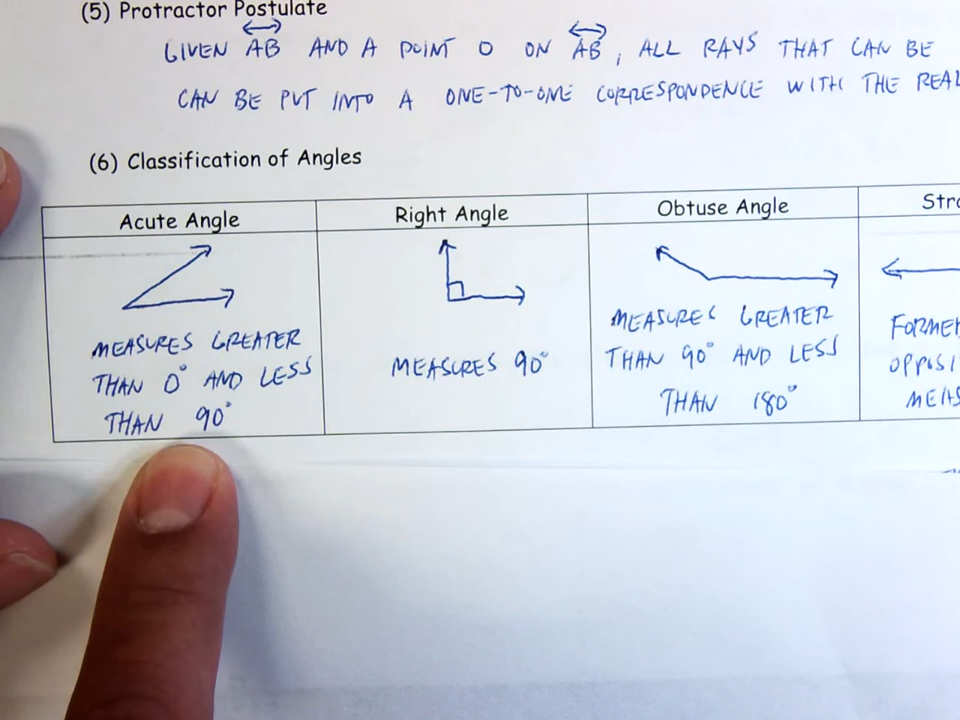 (5) Protractor Postulate
GIVEN AB AND A POINT O ON AB, ALL RAYS THAT CAN BE
CAN BE PUT INTO A ONE-TO-ONE CORRESPONDENCE WITH THE REAL
(6) Classification of Angles
Acute Angle
MEASURES GREATER
THAN 0° AND LESS
THAN 90°
Right Angle
MEASURES 90°
Obtuse Angle
MEASURES GREATER
THAN 90° AND LESS
THAN 180°